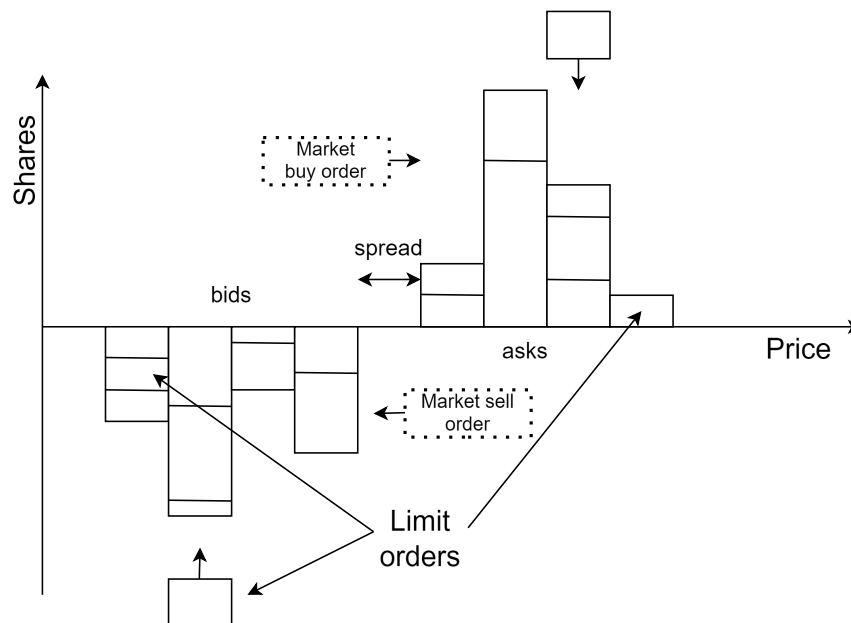 Shares
Market
buy order
spread
bids
asks
Price
Market sell
order
Limit
orders